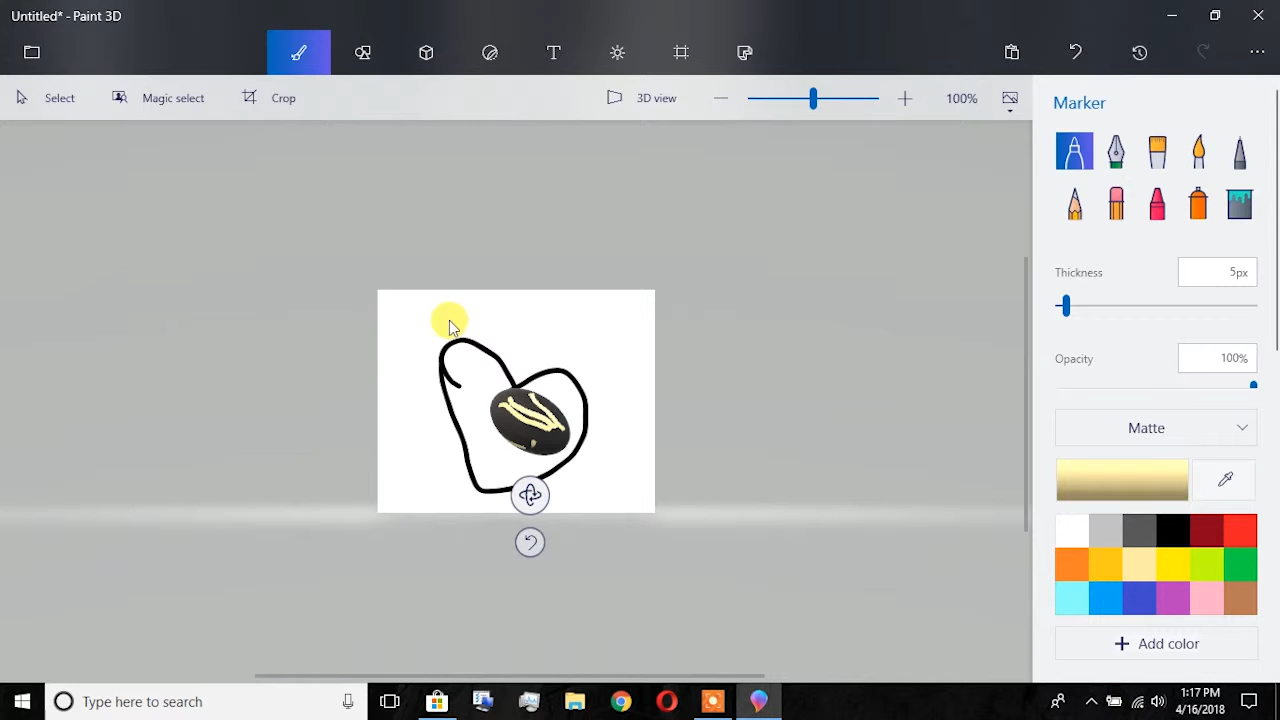 Untitled* - Paint 3D
Select
Magic select
Crop
3D view
100%
Marker
Thickness
5px
Opacity
100%
Matte
Add color
Type here to search
1:17 PM
4/16/2018